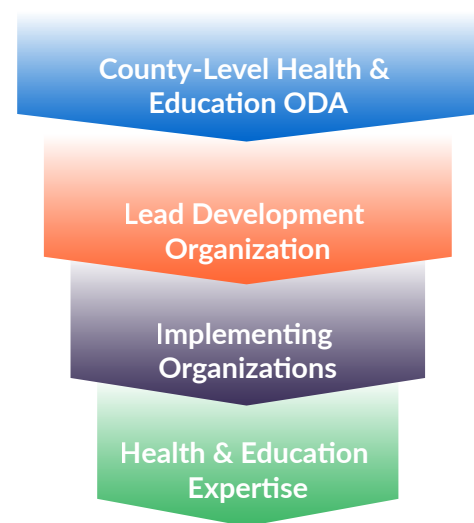 County-Level Health &
Education ODA
Lead Development
Organization
Implementing
Organizations
Health & Education
Expertise